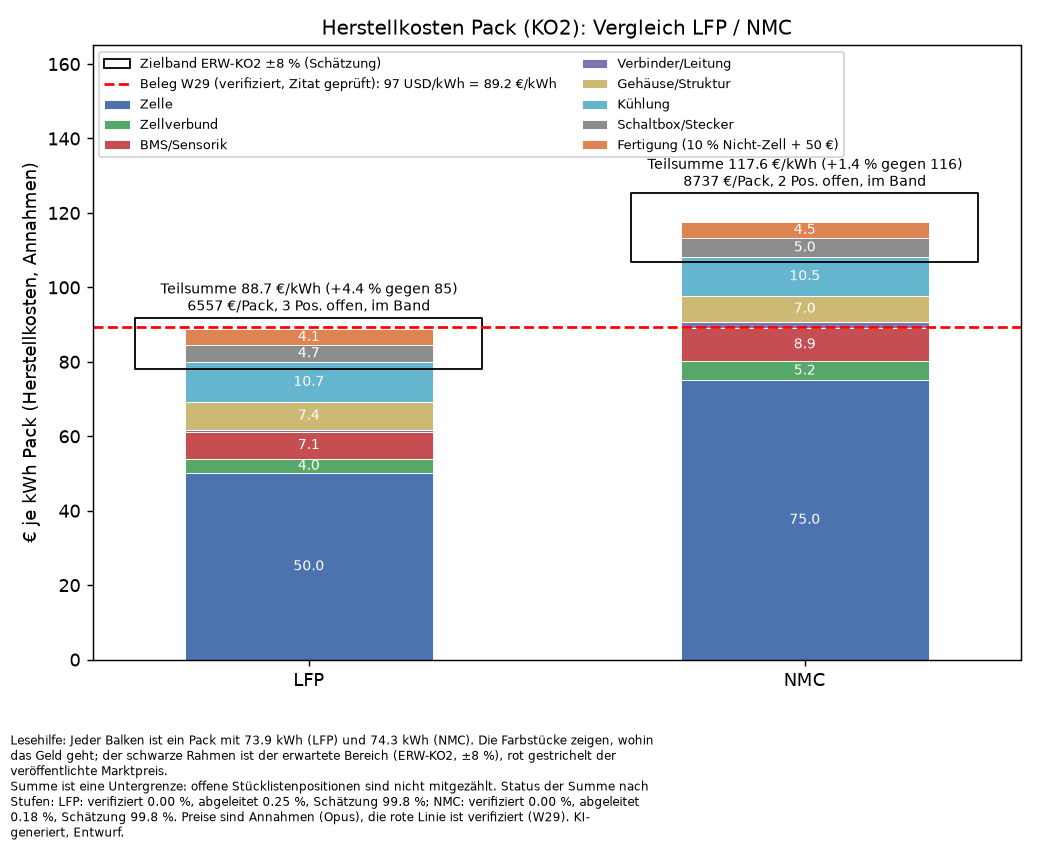 Herstellkosten Pack (KO2): Vergleich LFP / NMC
Zielband ERW-KO2 ±8 % (Schätzung)
Beleg W29 (verifiziert, Zitat geprüft): 97 USD/kWh = 89.2 €/kWh
Zelle
Zellverbund
BMS/Sensorik
Verbinder/Leitung
Gehäuse/Struktur
Kühlung
Schaltbox/Stecker
Fertigung (10 % Nicht-Zell + 50 €)
€ je kWh Pack (Herstellkosten, Annahmen)
160
140
120
100
80
60
40
20
0
Teilsumme 88.7 €/kWh (+4.4 % gegen 85)
6557 €/Pack, 3 Pos. offen, im Band
4.1
4.7
10.7
7.4
7.1
4.0
50.0
Teilsumme 117.6 €/kWh (+1.4 % gegen 116)
8737 €/Pack, 2 Pos. offen, im Band
4.5
5.0
10.5
7.0
8.9
5.2
75.0
LFP
NMC
Lesehilfe: Jeder Balken ist ein Pack mit 73.9 kWh (LFP) und 74.3 kWh (NMC). Die Farbstücke zeigen, wohin
das Geld geht; der schwarze Rahmen ist der erwartete Bereich (ERW-KO2, ±8 %), rot gestrichelt der
veröffentlichte Marktpreis.
Summe ist eine Untergrenze: offene Stücklistenpositionen sind nicht mitgezählt. Status der Summe nach
Stufen: LFP: verifiziert 0.00 %, abgeleitet 0.25 %, Schätzung 99.8 %; NMC: verifiziert 0.00 %, abgeleitet
0.18 %, Schätzung 99.8 %. Preise sind Annahmen (Opus), die rote Linie ist verifiziert (W29). KI-
generiert, Entwurf.